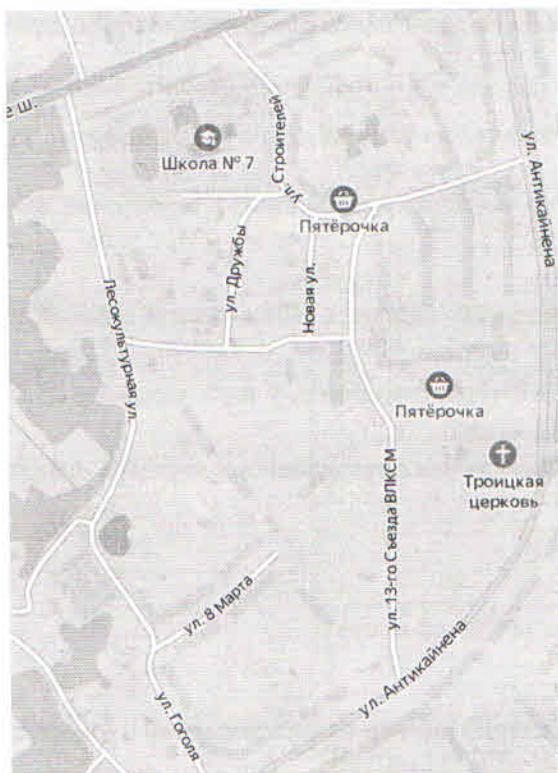 е ш.
Школа № 7
ул. Строителей
ул. Антикайнена
Пятёрочка
ул. Дружбы
Новая ул.
Лесокультурная ул.
Пятёрочка
Троицкая
церковь
ул. 13-го Съезда ВЛКСМ
ул. 8 Марта
ул. Антикайнена
ул. Гоголя